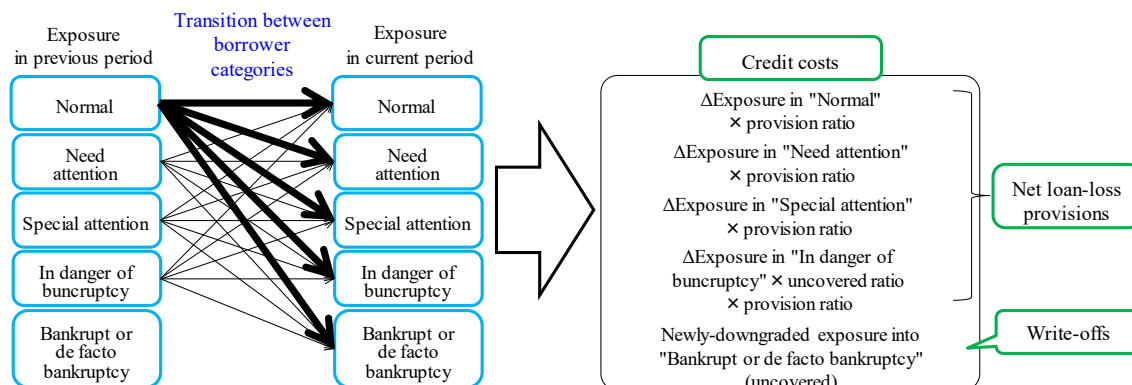 Exposure
in previous period
Transition between
borrower
categories
Exposure
in current period
Normal
Need
attention
Special attention
In danger of
buncruptcy
Bankrupt or
de facto
bankruptcy
Normal
Need
attention
Special attention
In danger of
buncruptcy
Bankrupt or
de facto
bankruptcy
Credit costs
ΔExposure in "Normal"
× provision ratio
ΔExposure in "Need attention"
× provision ratio
ΔExposure in "Special attention"
× provision ratio
ΔExposure in "In danger of
buncruptcy" × uncovered ratio
× provision ratio
Newly-downgraded exposure into
"Bankrupt or de facto bankruptcy"
(uncovered)
Net loan-loss
provisions
Write-offs